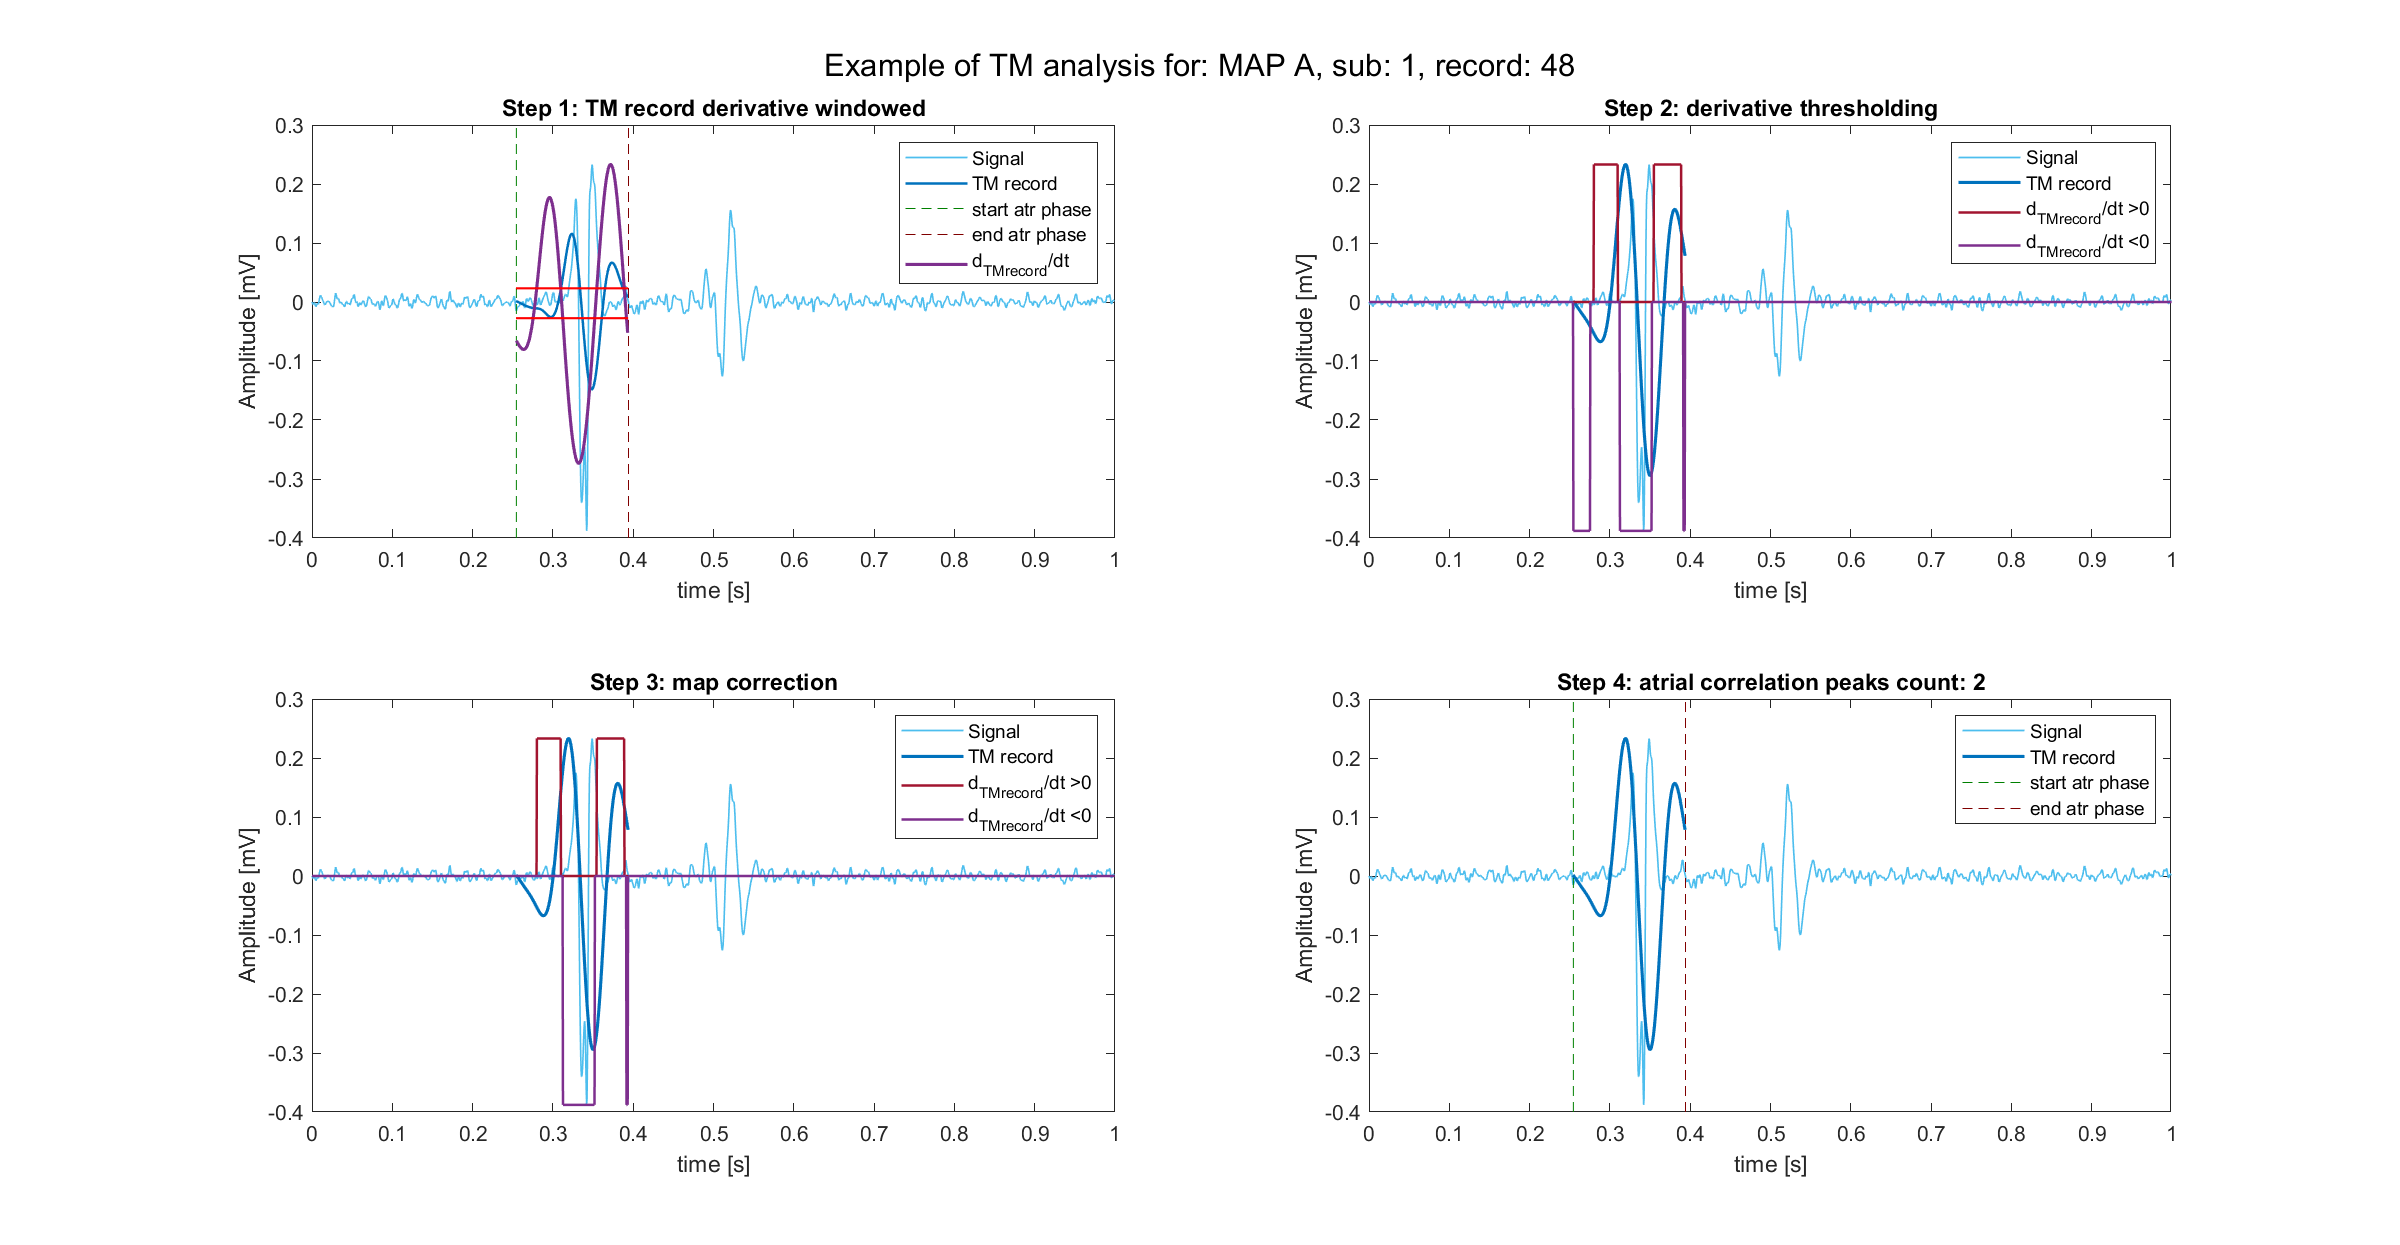 Example of TM analysis for: MAP A, sub: 1, record: 48
Step 1: TM record derivative windowed
0.3
0.2
0.1
0
-0.1
-0.2
-0.3
-0.4
Amplitude [mV]
0 0.1 0.2 0.3 0.4 0.5 0.6 0.7 0.8 0.9 1
time [s]
Signal
TM record
start atr phase
end atr phase
dTMrecord/dt
Step 2: derivative thresholding
0.3
0.2
0.1
0
-0.1
-0.2
-0.3
-0.4
Amplitude [mV]
0 0.1 0.2 0.3 0.4 0.5 0.6 0.7 0.8 0.9 1
time [s]
Signal
TM record
dTMrecord/dt >0
dTMrecord/dt <0
Step 3: map correction
0.3
0.2
0.1
0
-0.1
-0.2
-0.3
-0.4
Amplitude [mV]
0 0.1 0.2 0.3 0.4 0.5 0.6 0.7 0.8 0.9 1
time [s]
Signal
TM record
dTMrecord/dt >0
dTMrecord/dt <0
Step 4: atrial correlation peaks count: 2
0.3
0.2
0.1
0
-0.1
-0.2
-0.3
-0.4
Amplitude [mV]
0 0.1 0.2 0.3 0.4 0.5 0.6 0.7 0.8 0.9 1
time [s]
Signal
TM record
start atr phase
end atr phase